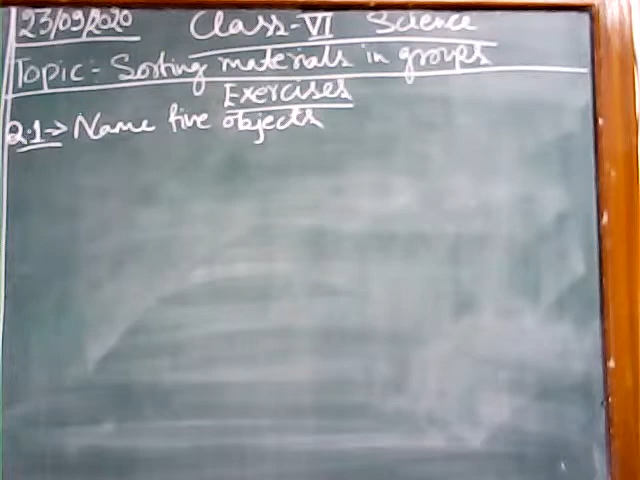 23/09/2020 Class-VI Science
Topic:- Sorting materials in groups
Exercises
Q.1→ Name five objects